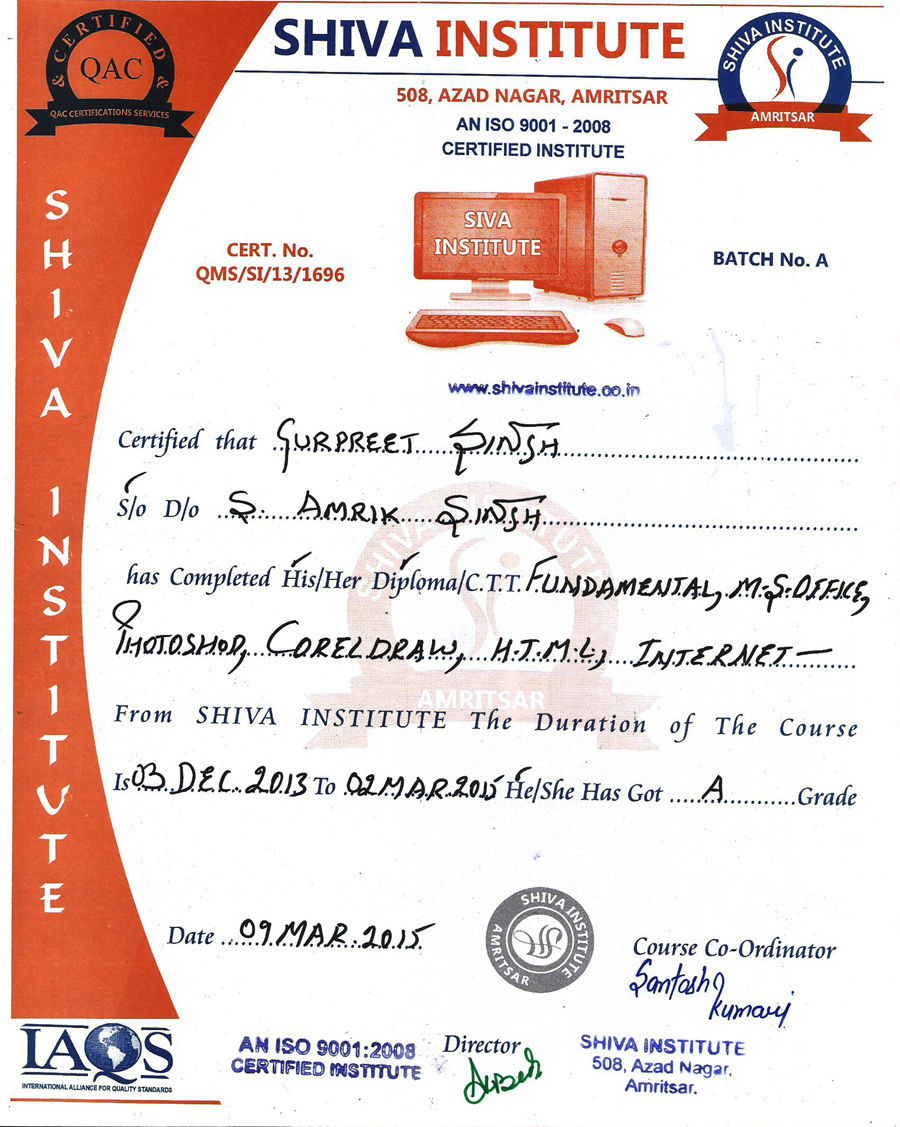 CERTIFIED
QAC
QAC CERTIFICATIONS SERVICES
SHIVA INSTITUTE
508, AZAD NAGAR, AMRITSAR
AN ISO 9001 - 2008
CERTIFIED INSTITUTE
SHIVA INSTITUTE
AMRITSAR
SHIVA INSTITUTE
SIVA
INSTITUTE
CERT. No.
QMS/SI/13/1696
BATCH No. A
www.shivainstitute.co.in
Certified that GURPREET SINGH
S/o D/o S. AMRIK SINGH
has Completed His/Her Diploma/C.T.T. FUNDAMENTAL, M.S.OFFICE,
PHOTOSHOP, CORELDRAW, H.T.M.L, INTERNET —
SHIVA INSTITUTE
AMRITSAR
From SHIVA INSTITUTE The Duration of The Course
Is 03 DEC. 2013 To 02 MAR. 2015 He/She Has Got A Grade
Date 09 MAR. 2015
SHIVA INSTITUTE
AMRITSAR
Course Co-Ordinator
Santosh
Kumari
IAQS
INTERNATIONAL ALLIANCE FOR QUALITY STANDARDS
AN ISO 9001:2008
CERTIFIED INSTITUTE
Director
SHIVA INSTITUTE
508, Azad Nagar,
Amritsar.